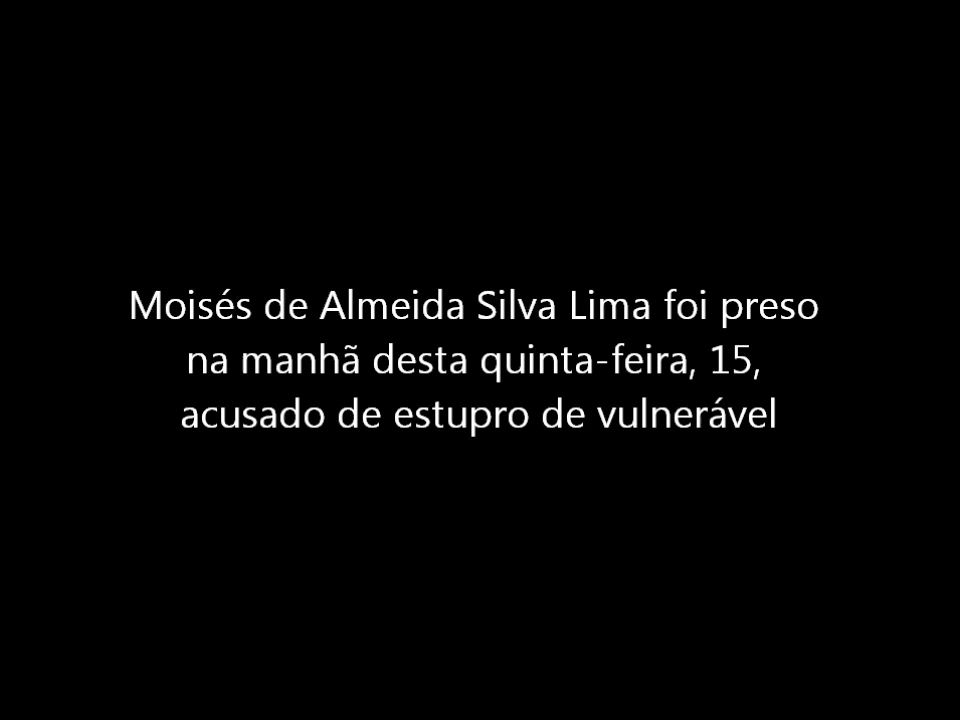 Moisés de Almeida Silva Lima foi preso
na manhã desta quinta-feira, 15,
acusado de estupro de vulnerável